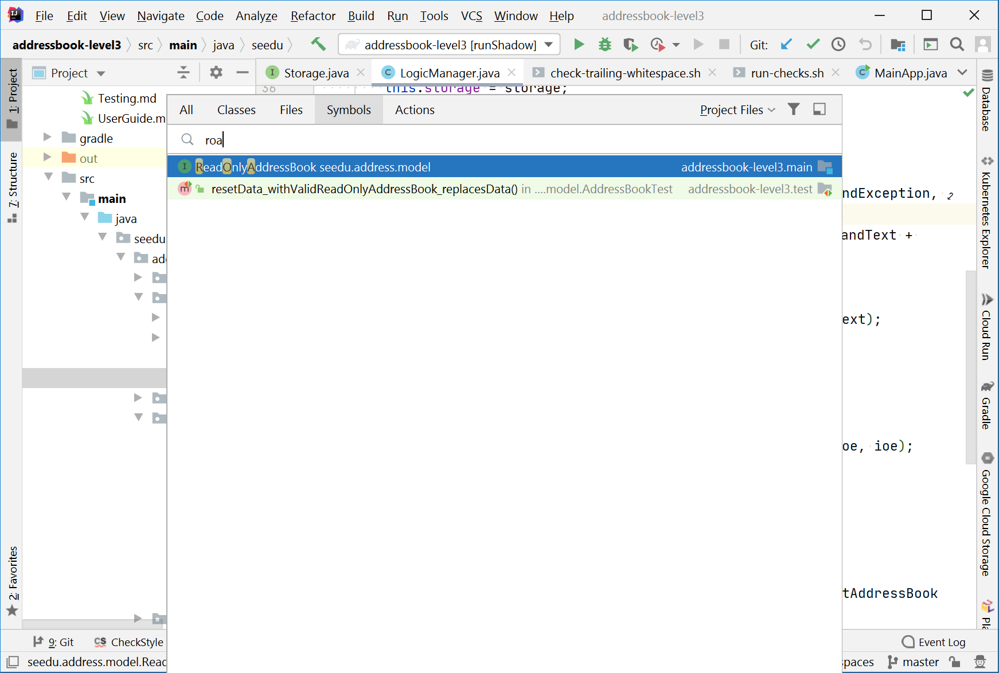 File Edit View Navigate Code Analyze Refactor Build Run Tools VCS Window Help addressbook-level3
addressbook-level3 src main java seedu addressbook-level3 [runShadow] Git:
Project Storage.java LogicManager.java check-trailing-whitespace.sh run-checks.sh MainApp.java
36 this.storage = storage;
Testing.md
UserGuide.m
gradle
out
src
main
java
seedu
add
All Classes Files Symbols Actions Project Files
roa
ReadOnlyAddressBook seedu.address.model addressbook-level3.main
resetData_withValidReadOnlyAddressBook_replacesData() in ....model.AddressBookTest addressbook-level3.test
ndException,
andText +
ext);
oe, ioe);
tAddressBook
1: Project
7: Structure
2: Favorites
Database
Kubernetes Explorer
Cloud Run
Gradle
Google Cloud Storage
Pla
9: Git CheckStyle Event Log
seedu.address.model.Read spaces master